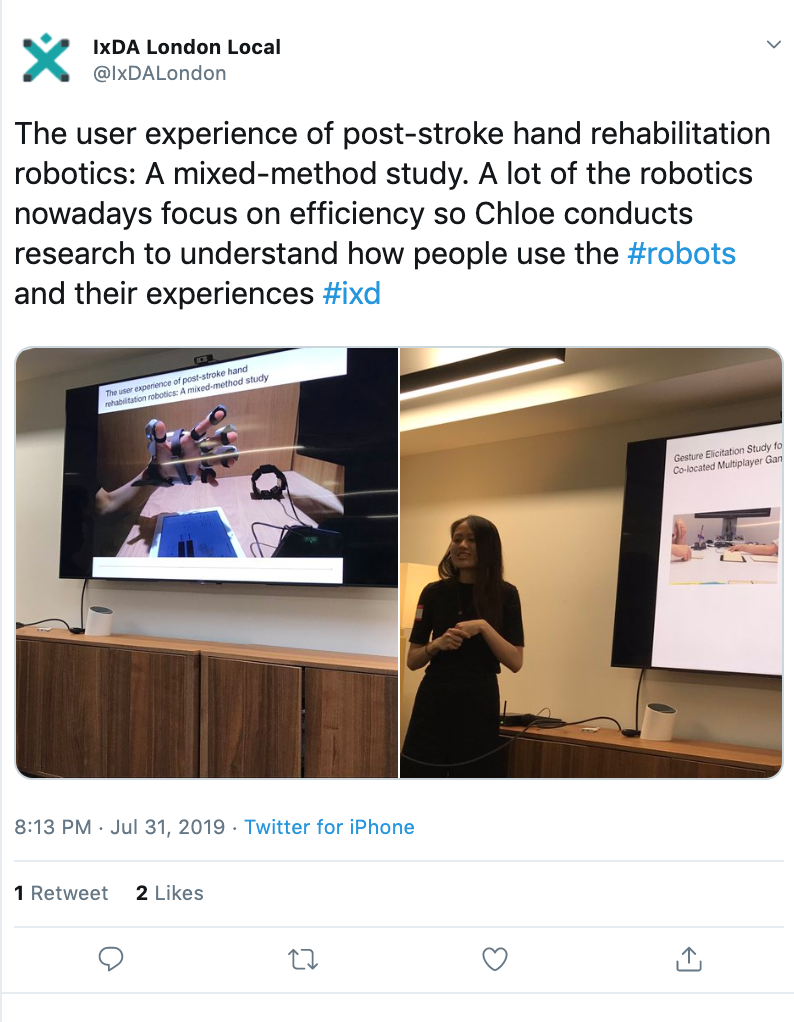 IxDA London Local
@IxDALondon
The user experience of post-stroke hand rehabilitation
robotics: A mixed-method study. A lot of the robotics
nowadays focus on efficiency so Chloe conducts
research to understand how people use the #robots
and their experiences #ixd
The user experience of post-stroke hand
rehabilitation robotics: A mixed-method study
Gesture Elicitation Study fo
Co-located Multiplayer Gam
8:13 PM · Jul 31, 2019 · Twitter for iPhone
1 Retweet 2 Likes